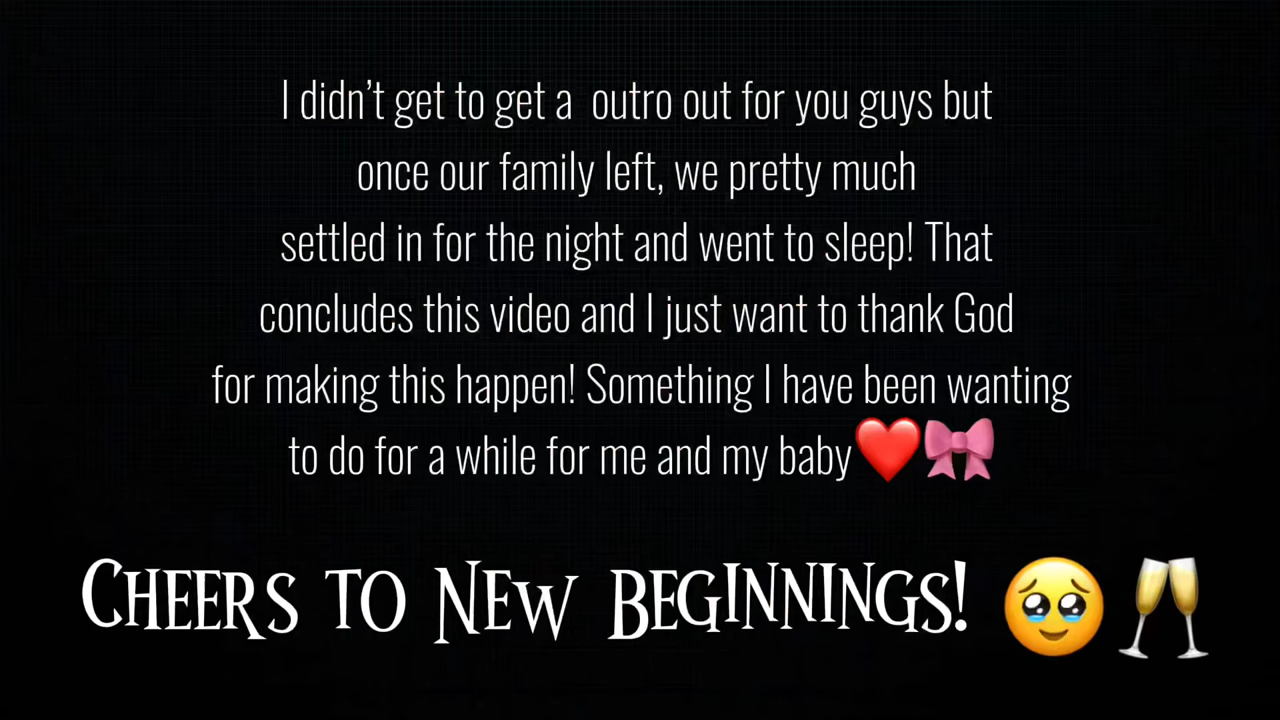 I didn’t get to get a  outro out for you guys but
once our family left, we pretty much
settled in for the night and went to sleep! That
concludes this video and I just want to thank God
for making this happen! Something I have been wanting
to do for a while for me and my baby❤️🎀
CHEERS TO NEW BEGINNINGS! 🥹🥂